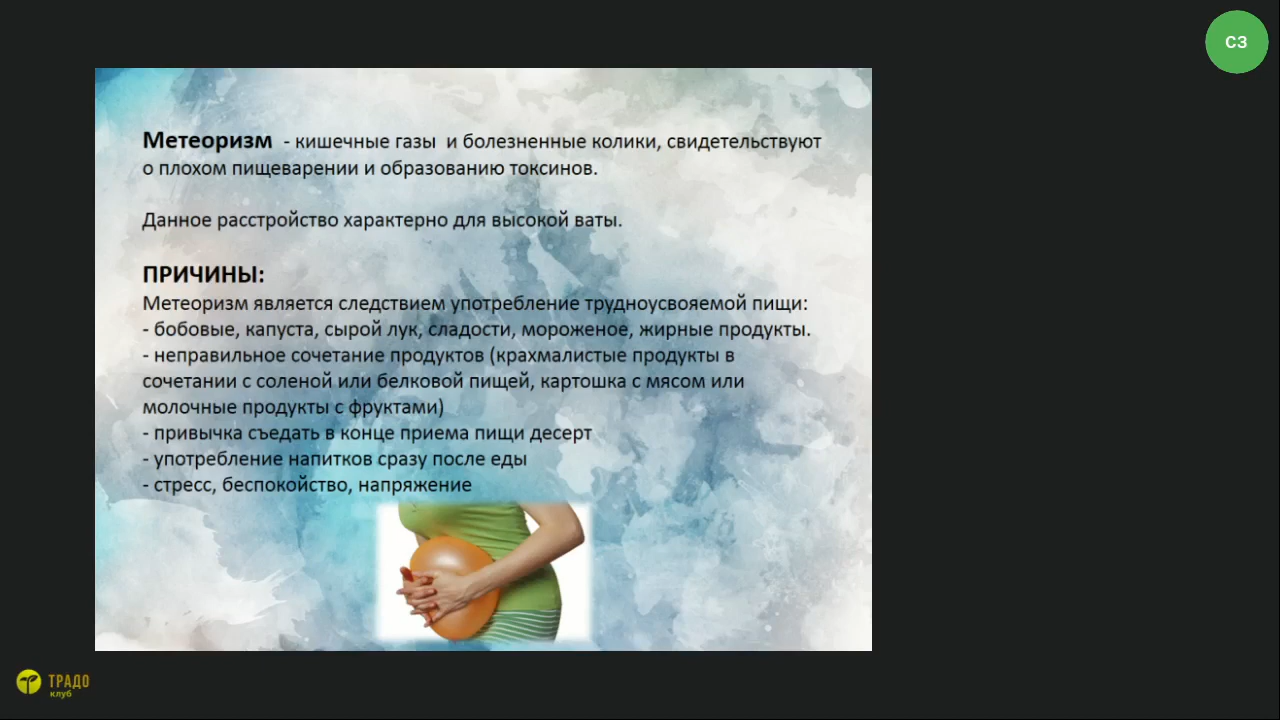 СЗ
Метеоризм - кишечные газы и болезненные колики, свидетельствуют
о плохом пищеварении и образованию токсинов.
Данное расстройство характерно для высокой ваты.
ПРИЧИНЫ:
Метеоризм является следствием употребление трудноусвояемой пищи:
- бобовые, капуста, сырой лук, сладости, мороженое, жирные продукты.
- неправильное сочетание продуктов (крахмалистые продукты в
сочетании с соленой или белковой пищей, картошка с мясом или
молочные продукты с фруктами)
- привычка съедать в конце приема пищи десерт
- употребление напитков сразу после еды
- стресс, беспокойство, напряжение
ТРАДО
клуб